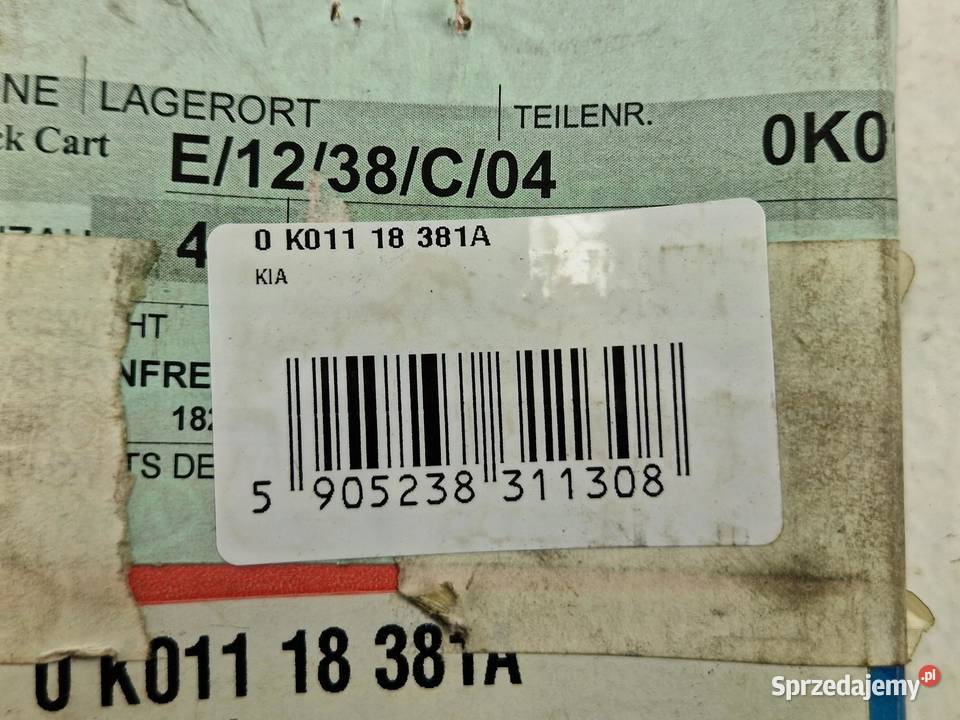 NE LAGERORT TEILENR.
ck Cart E/12/38/C/04 0K0
4
0 K011 18 381A
KIA
HT
NFRE
182
TS DE
5 905238 311308
0 K011 18 381A
Sprzedajemy.pl